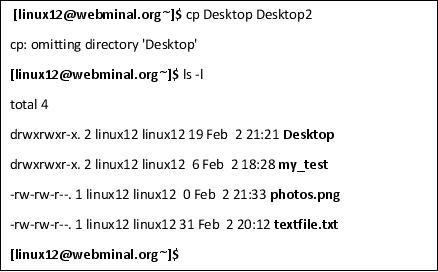 [linux12@webminal.org~]$ cp Desktop Desktop2
cp: omitting directory 'Desktop'
[linux12@webminal.org~]$ ls -l
total 4
drwxrwxr-x. 2 linux12 linux12 19 Feb  2 21:21 Desktop
drwxrwxr-x. 2 linux12 linux12  6 Feb  2 18:28 my_test
-rw-rw-r--. 1 linux12 linux12  0 Feb  2 21:33 photos.png
-rw-rw-r--. 1 linux12 linux12 31 Feb  2 20:12 textfile.txt
[linux12@webminal.org~]$